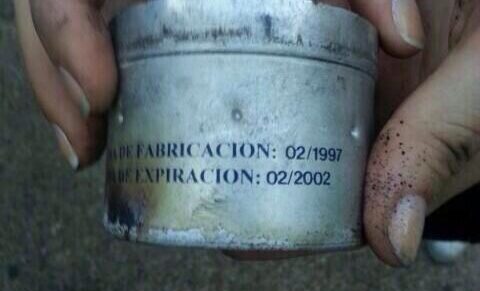 DE FABRICACION: 02/1997
DE EXPIRACION: 02/2002